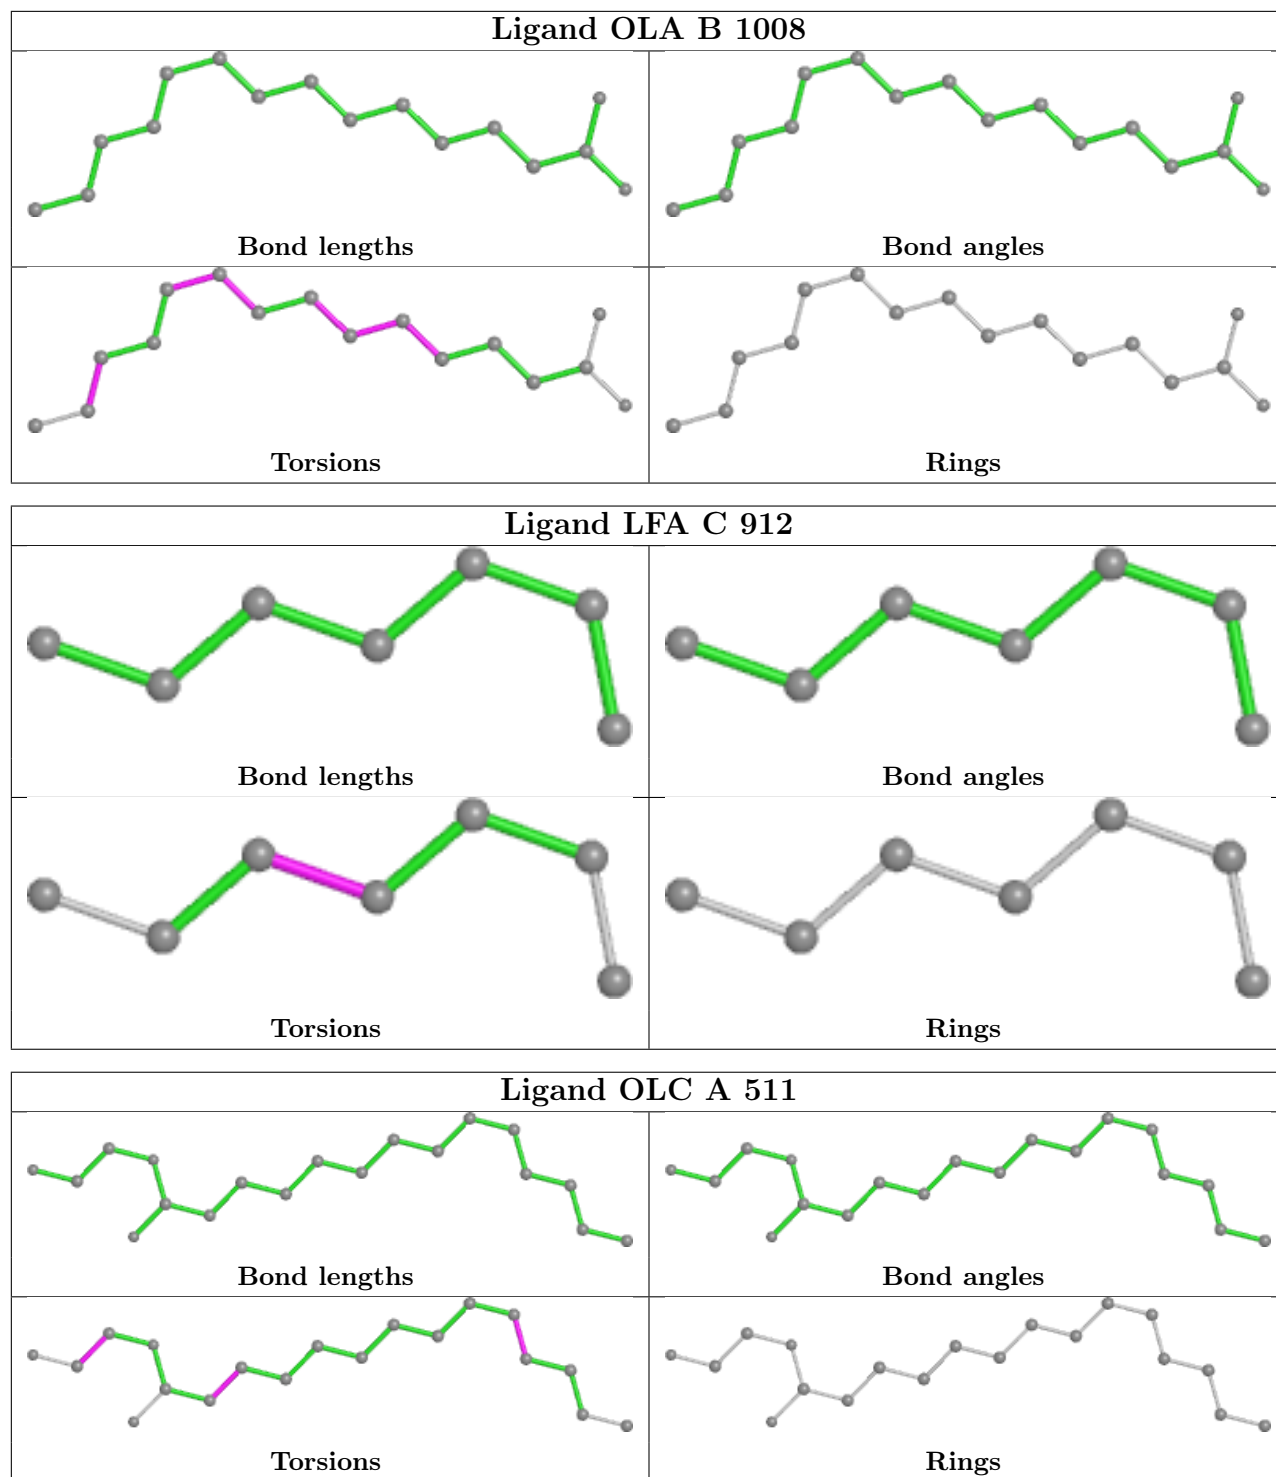 Ligand OLA B 1008
Bond lengths
Bond angles
Torsions
Rings
Ligand LFA C 912
Bond lengths
Bond angles
Torsions
Rings
Ligand OLC A 511
Bond lengths
Bond angles
Torsions
Rings